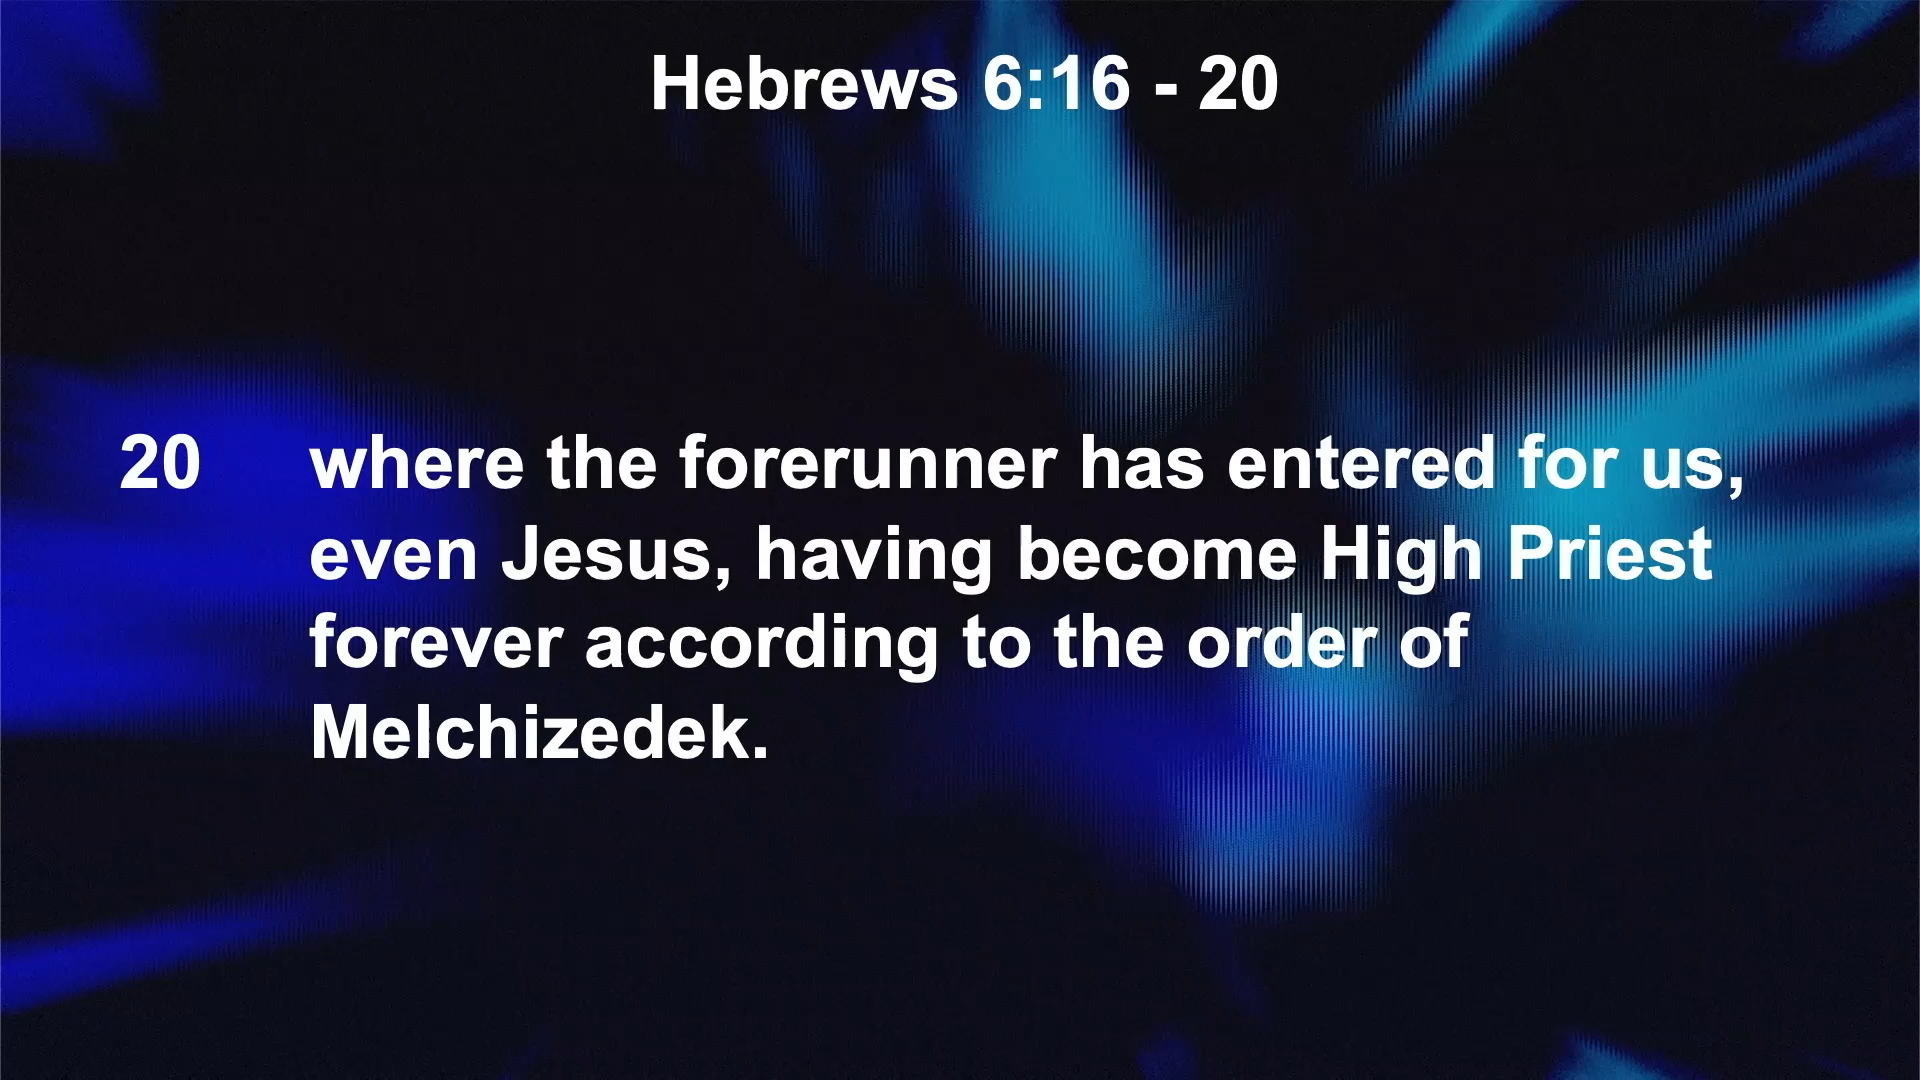 Hebrews 6:16 - 20
20 where the forerunner has entered for us,
even Jesus, having become High Priest
forever according to the order of
Melchizedek.